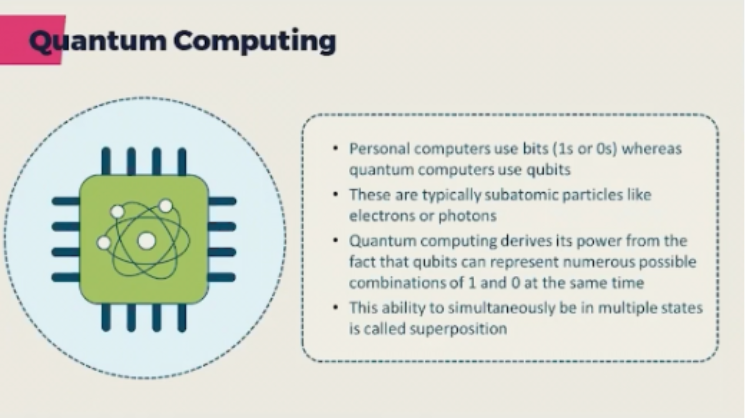 Quantum Computing
• Personal computers use bits (1s or 0s) whereas
quantum computers use qubits
• These are typically subatomic particles like
electrons or photons
• Quantum computing derives its power from the
fact that qubits can represent numerous possible
combinations of 1 and 0 at the same time
• This ability to simultaneously be in multiple states
is called superposition